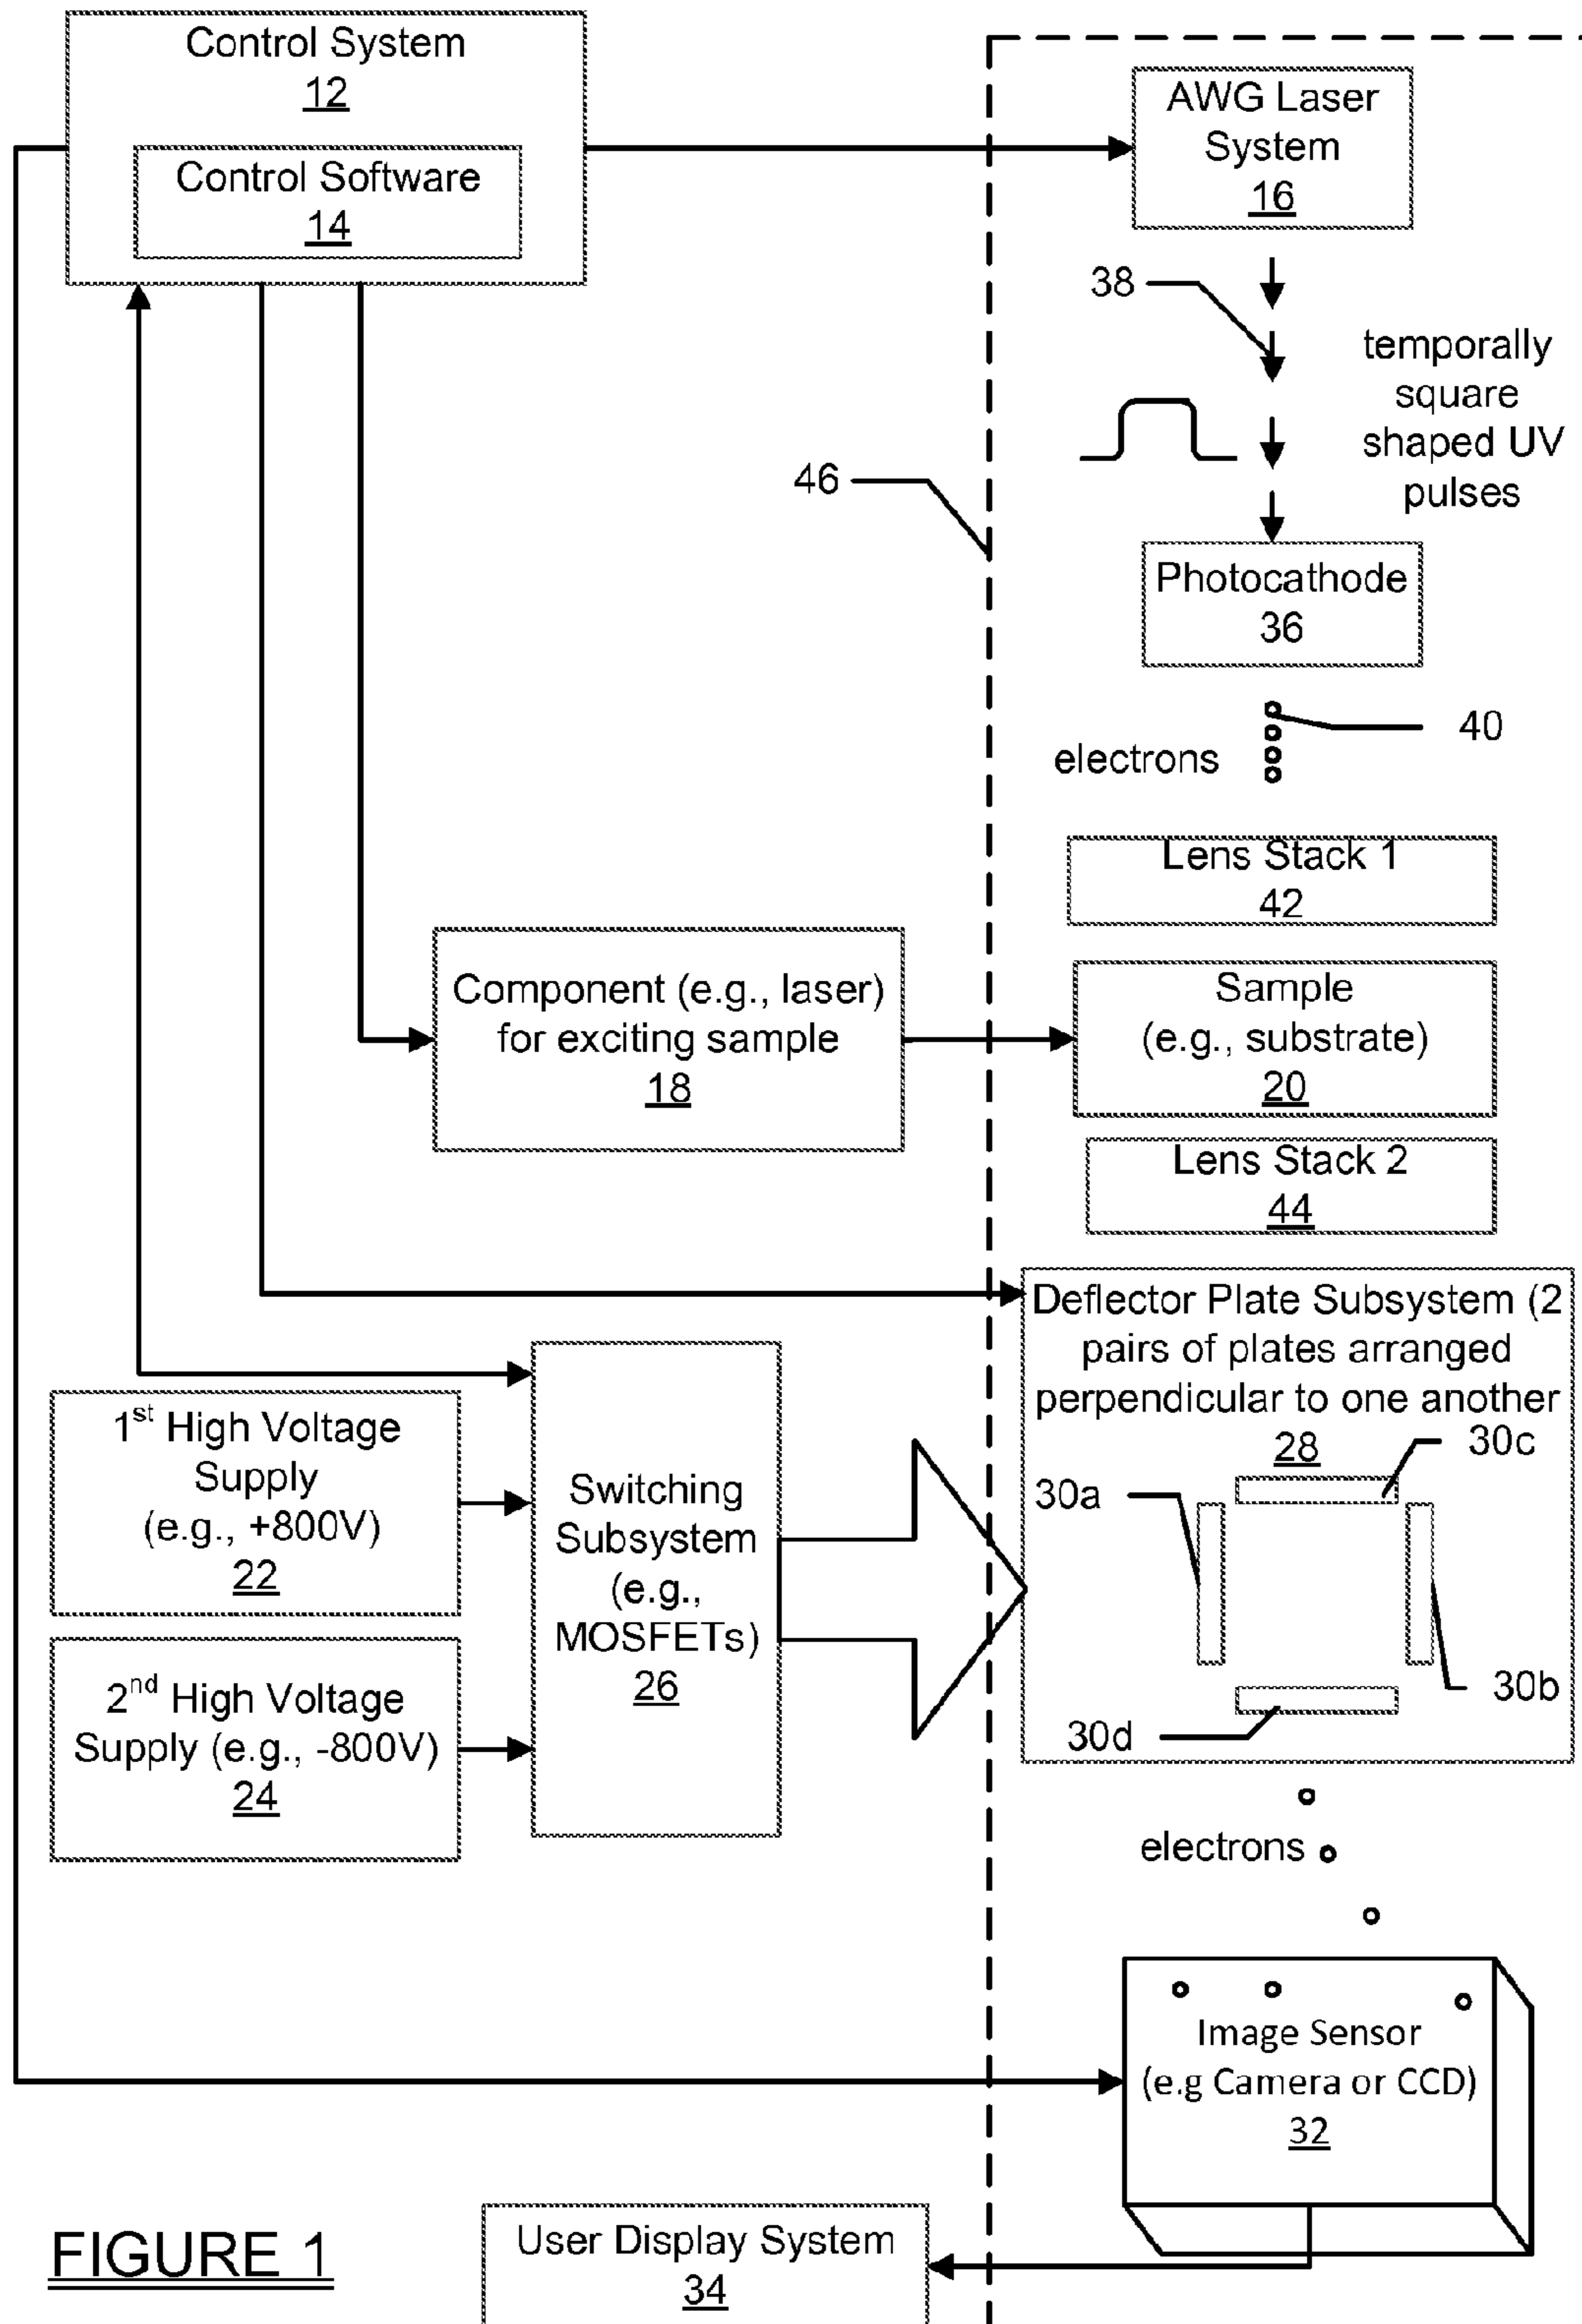 Control System
12
Control Software
14
AWG Laser
System
16
38
temporally
square
shaped UV
pulses
46
Photocathode
36
electrons
40
Lens Stack 1
42
Component (e.g., laser)
for exciting sample
18
Sample
(e.g., substrate)
20
Lens Stack 2
44
Deflector Plate Subsystem (2
pairs of plates arranged
perpendicular to one another
28
30c
30a
30b
30d
1st High Voltage
Supply
(e.g., +800V)
22
2nd High Voltage
Supply (e.g., -800V)
24
Switching
Subsystem
(e.g.,
MOSFETs)
26
electrons
Image Sensor
(e.g Camera or CCD)
32
User Display System
34
FIGURE 1